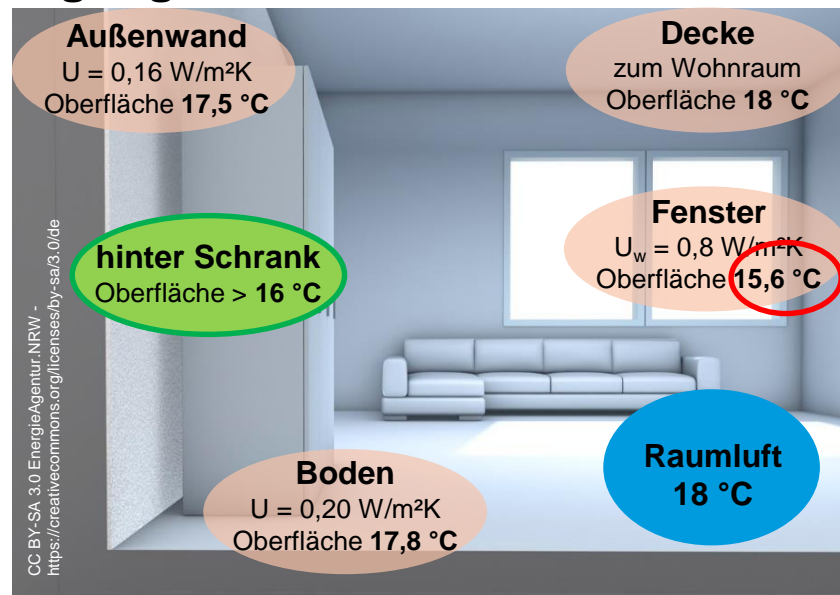 Außenwand
U = 0,16 W/m²K
Oberfläche 17,5 °C
Decke
zum Wohnraum
Oberfläche 18 °C
hinter Schrank
Oberfläche > 16 °C
Fenster
Uw = 0,8 W/m²K
Oberfläche 15,6 °C
Boden
U = 0,20 W/m²K
Oberfläche 17,8 °C
Raumluft
18 °C
CC BY-SA 3.0 EnergieAgentur.NRW -
https://creativecommons.org/licenses/by-sa/3.0/de